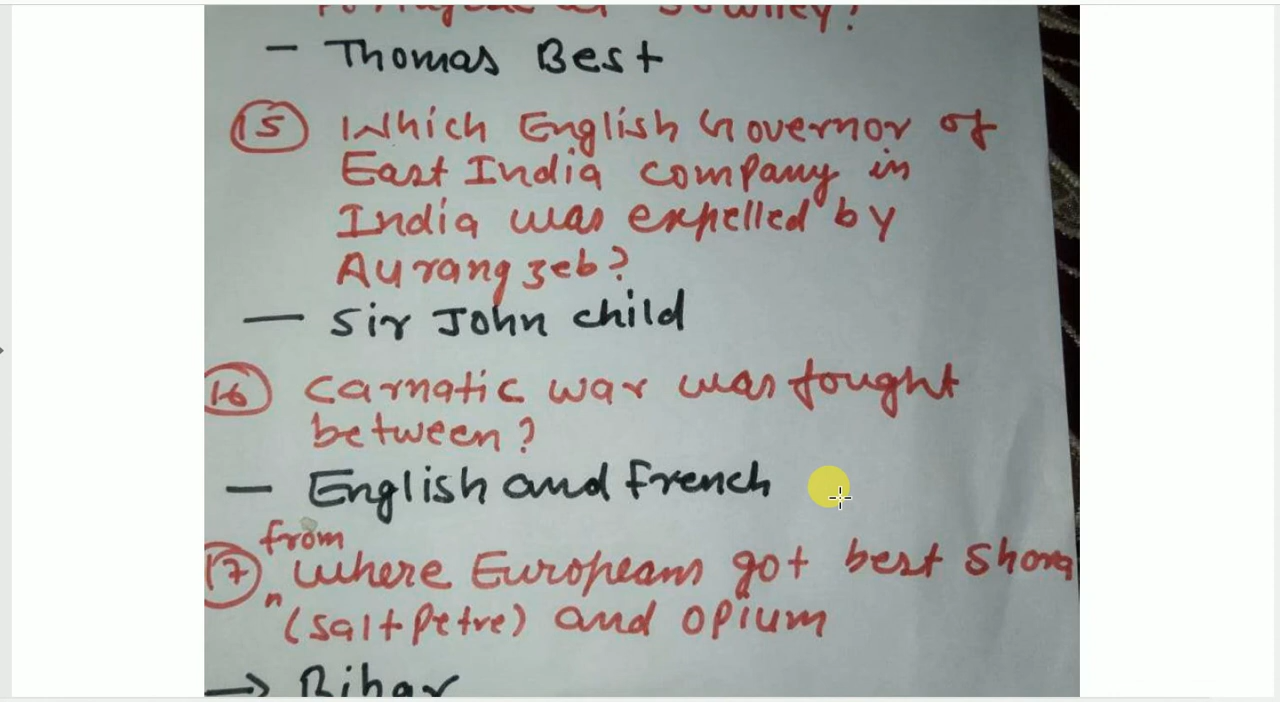 - Thomas Best
15 Which English Governor of
East India company in
India was expelled by
Aurangzeb?
- Sir John child
16 Carnatic war was fought
between?
- English and French
from
17 Where Europeans got best Shora
(saltpetre) and opium
→ Bihar